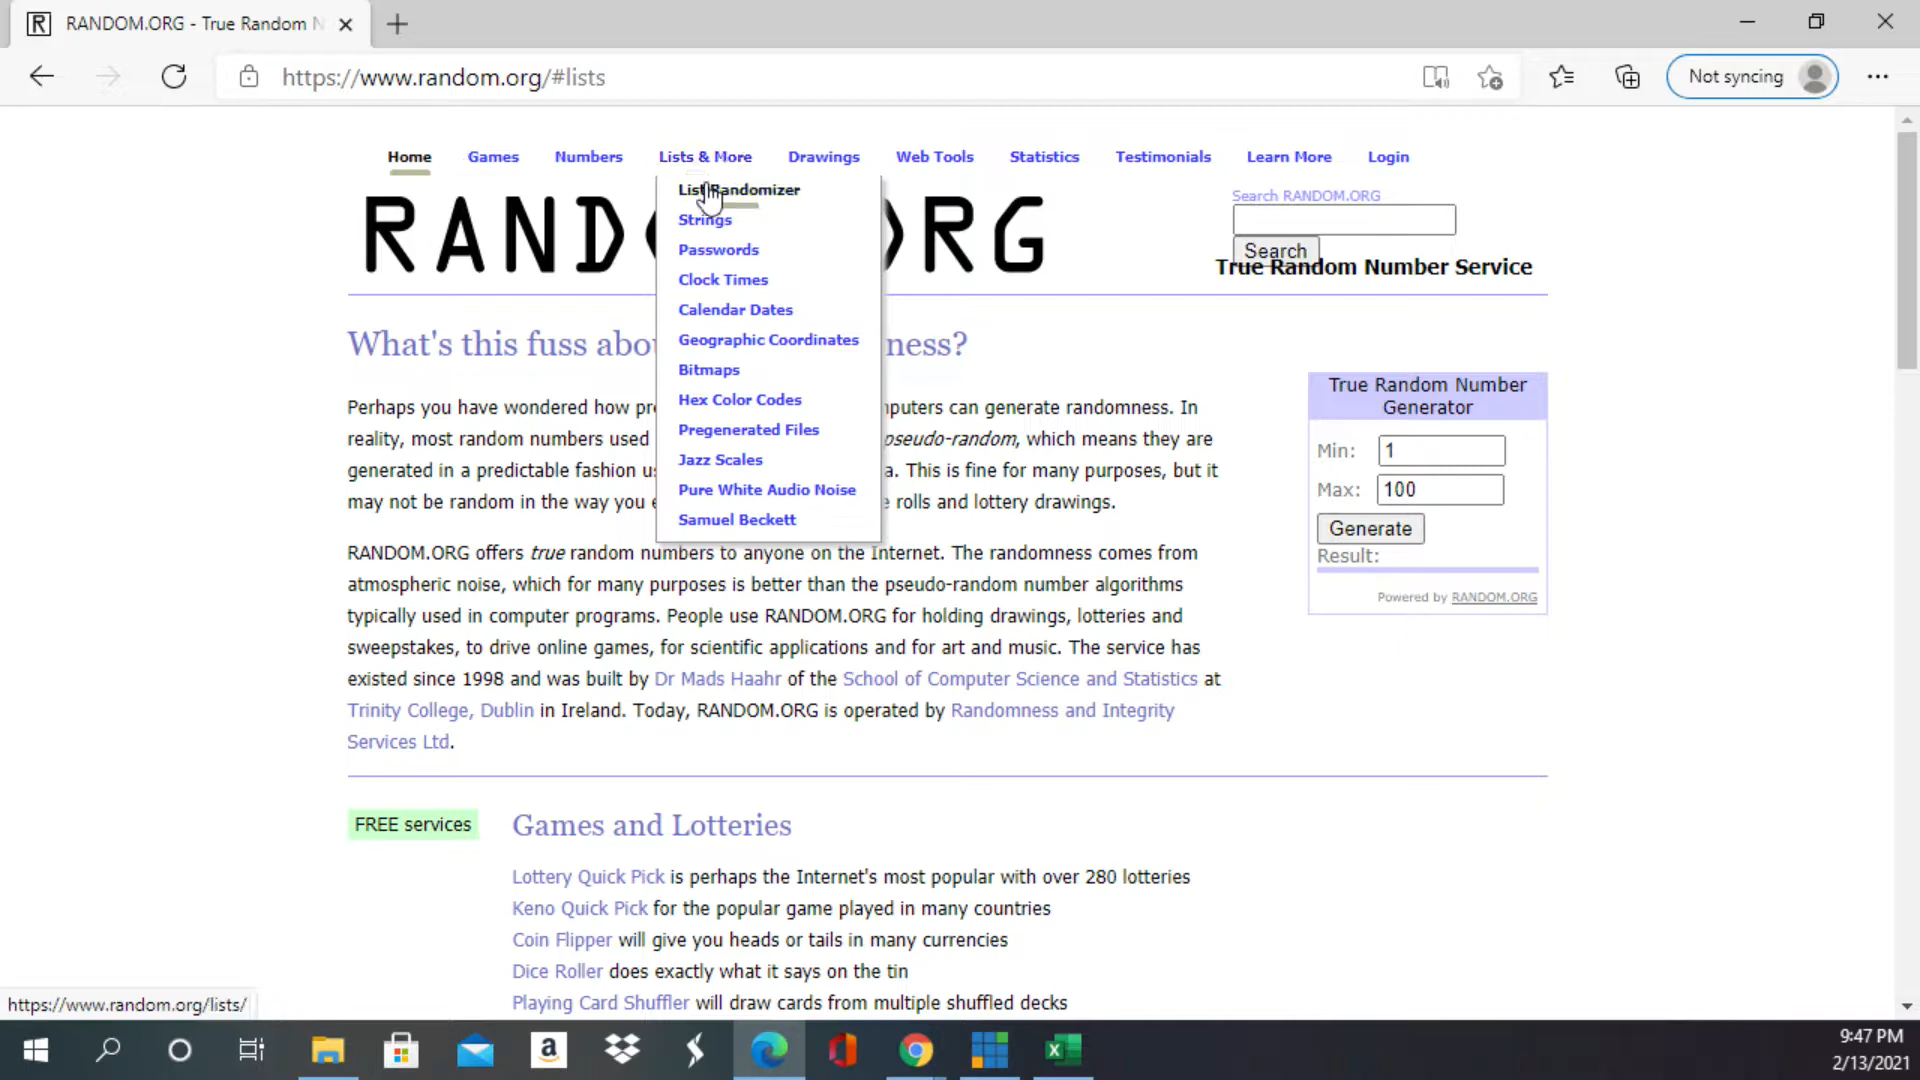 RANDOM.ORG - True Random N
https://www.random.org/#lists
Not syncing
Home Games Numbers Lists & More Drawings Web Tools Statistics Testimonials Learn More Login
List Randomizer
Strings
Passwords
Clock Times
Calendar Dates
Geographic Coordinates
Bitmaps
Hex Color Codes
Pregenerated Files
Jazz Scales
Pure White Audio Noise
Samuel Beckett
RAND RG
Search RANDOM.ORG
Search
True Random Number Service
What's this fuss abo ness?
Perhaps you have wondered how pr puters can generate randomness. In
reality, most random numbers used pseudo-random, which means they are
generated in a predictable fashion us a. This is fine for many purposes, but it
may not be random in the way you e rolls and lottery drawings.
RANDOM.ORG offers true random numbers to anyone on the Internet. The randomness comes from
atmospheric noise, which for many purposes is better than the pseudo-random number algorithms
typically used in computer programs. People use RANDOM.ORG for holding drawings, lotteries and
sweepstakes, to drive online games, for scientific applications and for art and music. The service has
existed since 1998 and was built by Dr Mads Haahr of the School of Computer Science and Statistics at
Trinity College, Dublin in Ireland. Today, RANDOM.ORG is operated by Randomness and Integrity
Services Ltd.
True Random Number
Generator
Min: 1
Max: 100
Generate
Result:
Powered by RANDOM.ORG
FREE services
Games and Lotteries
Lottery Quick Pick is perhaps the Internet's most popular with over 280 lotteries
Keno Quick Pick for the popular game played in many countries
Coin Flipper will give you heads or tails in many currencies
Dice Roller does exactly what it says on the tin
Playing Card Shuffler will draw cards from multiple shuffled decks
https://www.random.org/lists/
9:47 PM
2/13/2021